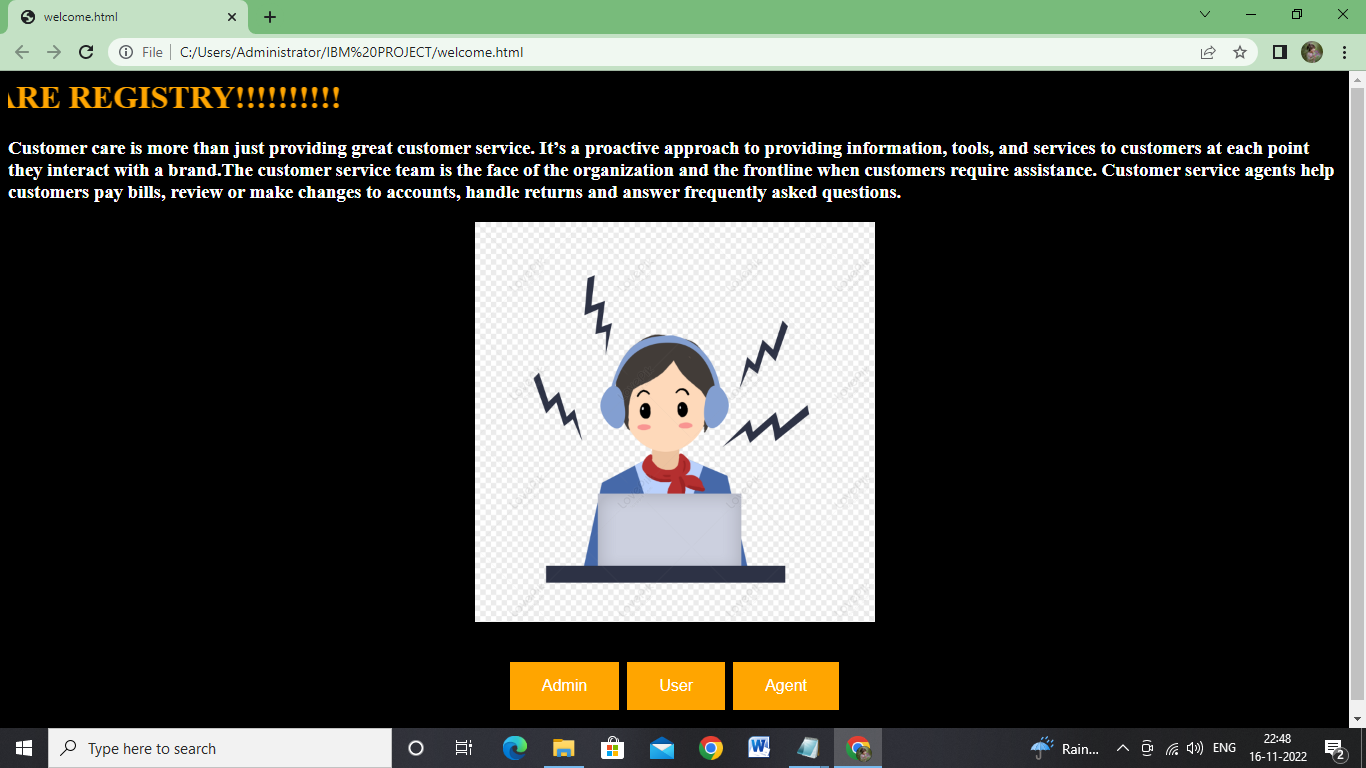 welcome.html
File
C:/Users/Administrator/IBM%20PROJECT/welcome.html
ARE REGISTRY!!!!!!!!!!
Customer care is more than just providing great customer service. It’s a proactive approach to providing information, tools, and services to customers at each point
they interact with a brand.The customer service team is the face of the organization and the frontline when customers require assistance. Customer service agents help
customers pay bills, review or make changes to accounts, handle returns and answer frequently asked questions.
Admin
User
Agent
Type here to search
Rain...
ENG
22:48
16-11-2022
2